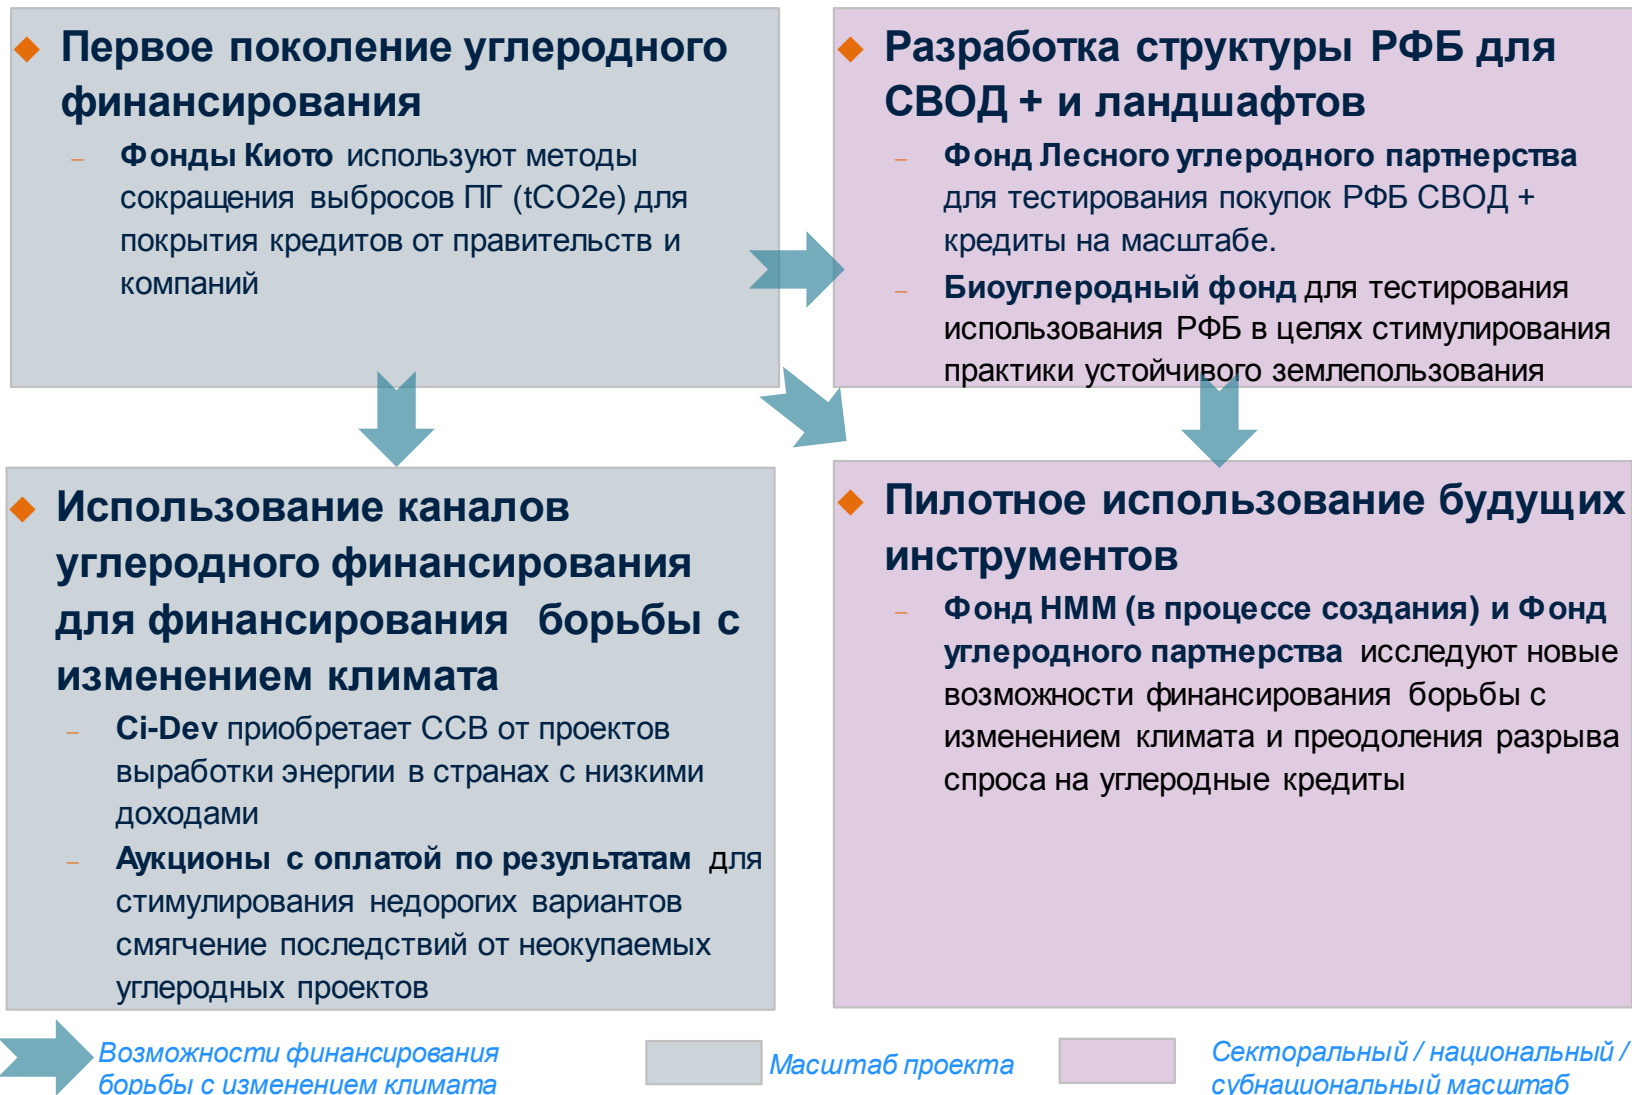 Первое поколение углеродного
финансирования
– Фонды Киото используют методы
сокращения выбросов ПГ (tCO2e) для
покрытия кредитов от правительств и
компаний
Разработка структуры РФБ для
СВОД + и ландшафтов
– Фонд Лесного углеродного партнерства
для тестирования покупок РФБ СВОД +
кредиты на масштабе.
– Биоуглеродный фонд для тестирования
использования РФБ в целях стимулирования
практики устойчивого землепользования
Использование каналов
углеродного финансирования
для финансирования борьбы с
изменением климата
– Ci-Dev приобретает ССВ от проектов
выработки энергии в странах с низкими
доходами
– Аукционы с оплатой по результатам для
стимулирования недорогих вариантов
смягчение последствий от неокупаемых
углеродных проектов
Пилотное использование будущих
инструментов
– Фонд НММ (в процессе создания) и Фонд
углеродного партнерства исследуют новые
возможности финансирования борьбы с
изменением климата и преодоления разрыва
спроса на углеродные кредиты
Возможности финансирования
борьбы с изменением климата
Масштаб проекта
Секторальный / национальный /
субнациональный масштаб